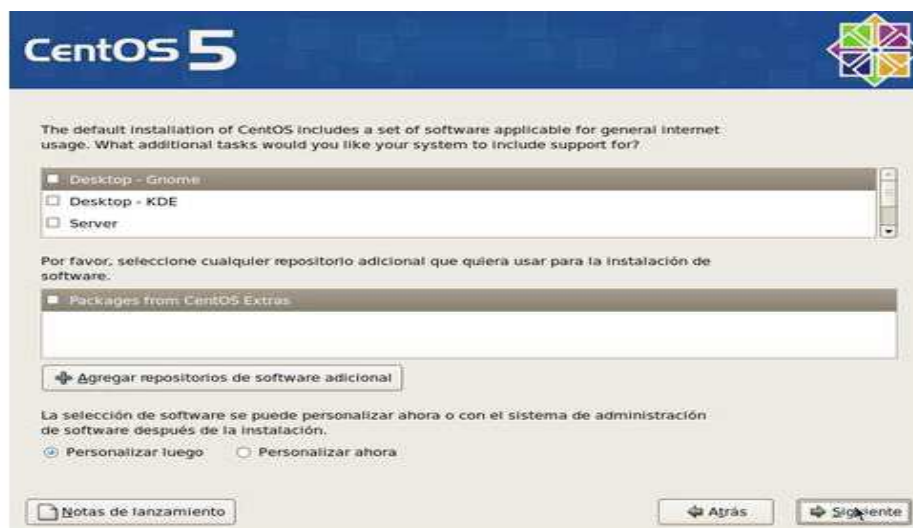 CentOS 5
The default installation of CentOS includes a set of software applicable for general internet
usage. What additional tasks would you like your system to include support for?
Desktop - Gnome
Desktop - KDE
Server
Por favor, seleccione cualquier repositorio adicional que quiera usar para la instalación de
software.
Packages from CentOS Extras
Agregar repositorios de software adicional
La selección de software se puede personalizar ahora o con el sistema de administración
de software después de la instalación.
Personalizar luego Personalizar ahora
Notas de lanzamiento Atrás Siguiente